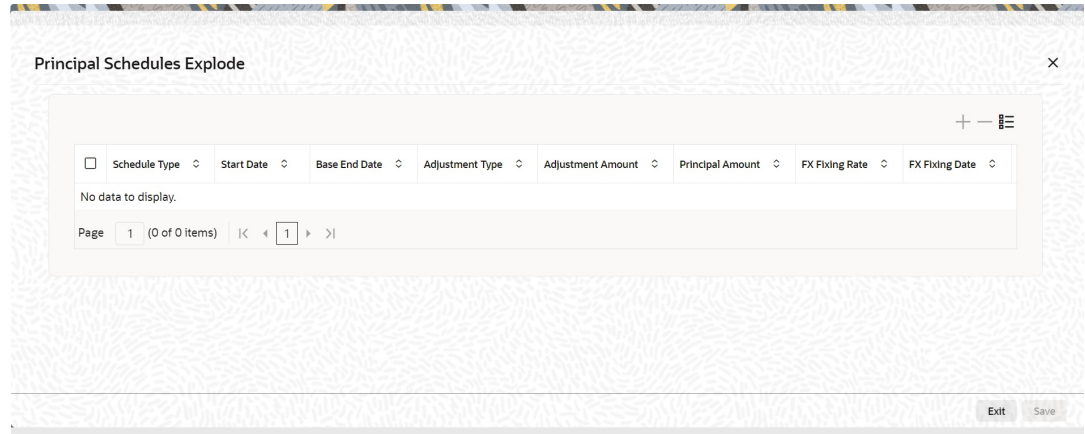 Principal Schedules Explode
Schedule Type Start Date Base End Date Adjustment Type Adjustment Amount Principal Amount FX Fixing Rate FX Fixing Date
No data to display.
Page 1 (0 of 0 items) 1
Exit Save